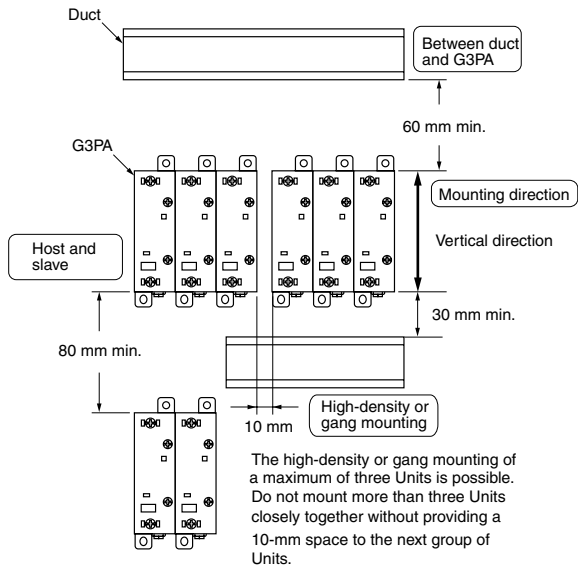 Duct
Between duct
and G3PA
60 mm min.
G3PA
Mounting direction
Host and
slave
Vertical direction
30 mm min.
80 mm min.
10 mm
High-density or
gang mounting
The high-density or gang mounting of
a maximum of three Units is possible.
Do not mount more than three Units
closely together without providing a
10-mm space to the next group of
Units.